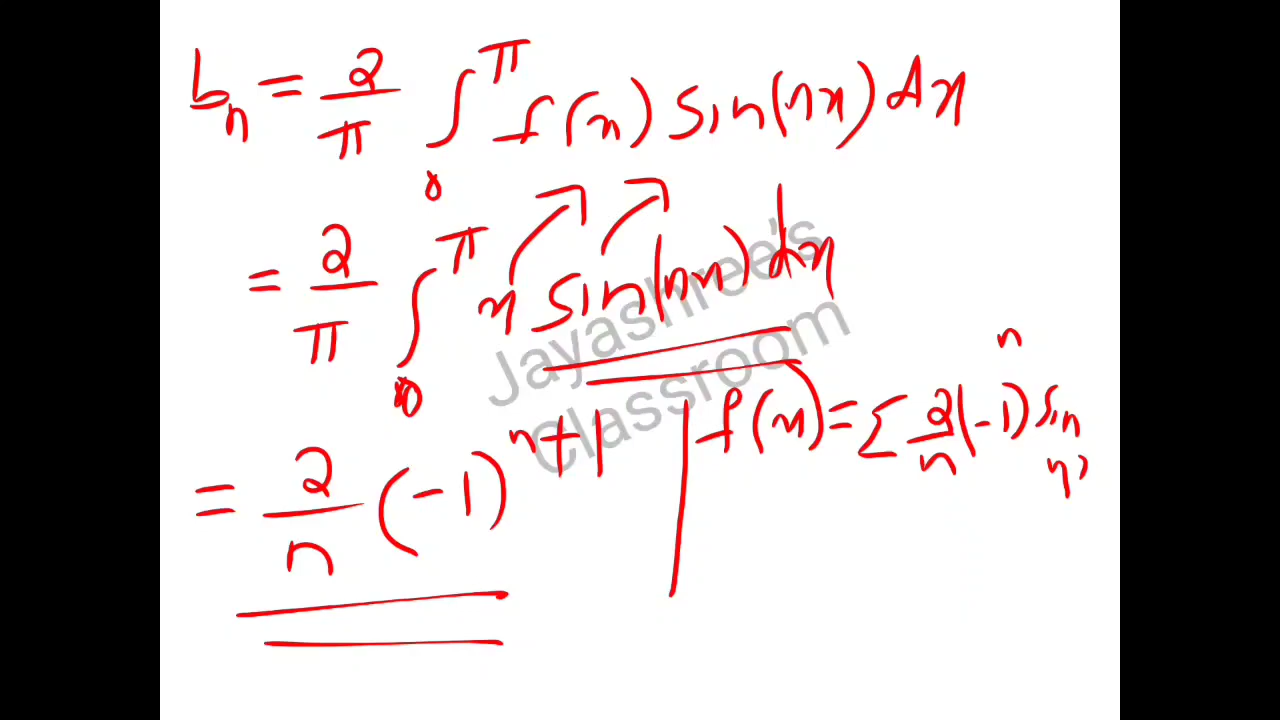 bₙ = 2/π ∫₀^π f(x) sin(nx) dx
= 2/π ∫₀^π x sin(nx) dx
= 2/n (-1)^(n+1)
f(x) = Σ 2/n (-1)^n sin
Jayashree's
Classroom